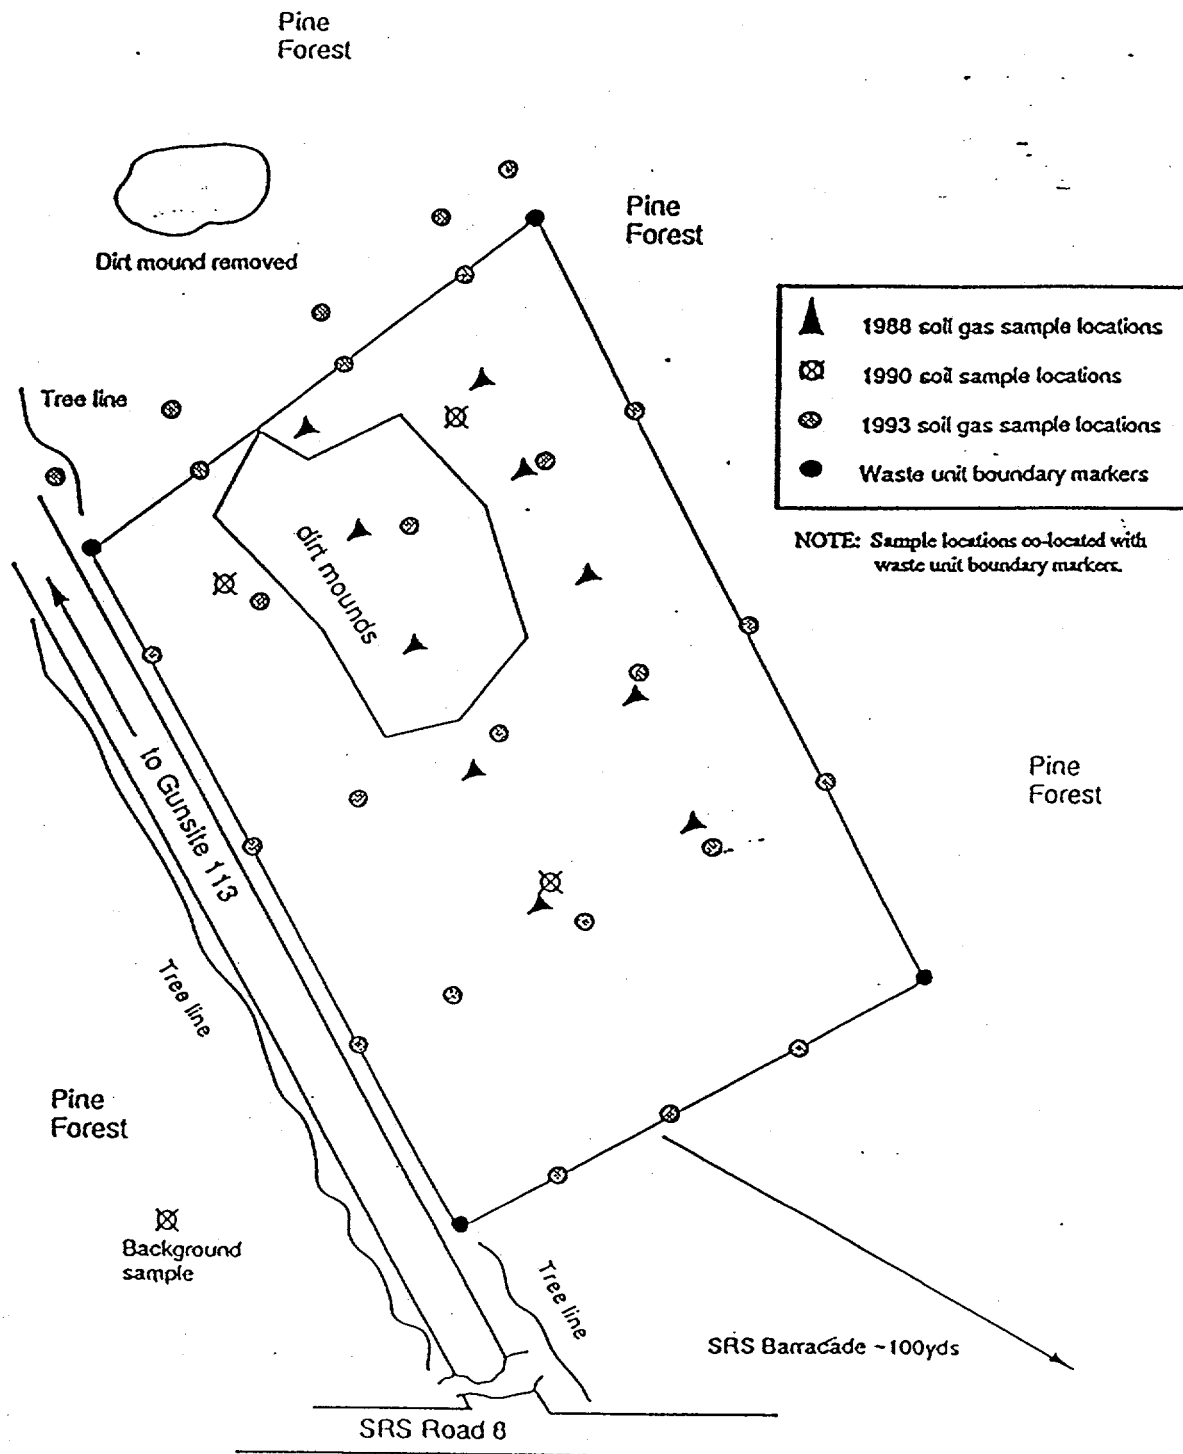 Pine
Forest
Dirt mound removed
Pine
Forest
1988 soil gas sample locations
1990 soil sample locations
1993 soil gas sample locations
Waste unit boundary markers
NOTE: Sample locations co-located with
waste unit boundary markers.
Tree line
dirt mounds
to Gunsite 113
Pine
Forest
Tree line
Pine
Forest
Background
sample
Tree line
SRS Barracade ~100yds
SRS Road 8